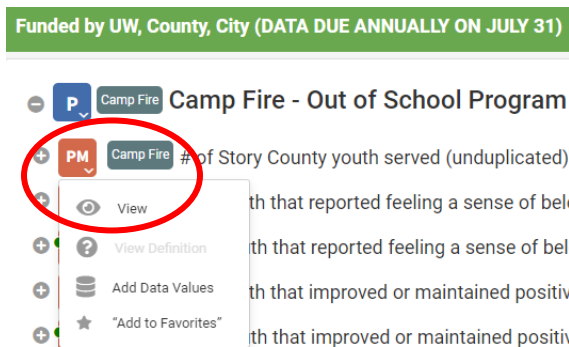 Funded by UW, County, City (DATA DUE ANNUALLY ON JULY 31)
P Camp Fire Camp Fire - Out of School Program
PM Camp Fire # of Story County youth served (unduplicated)
View th that reported feeling a sense of bel
View Definition th that reported feeling a sense of bel
Add Data Values th that improved or maintained positiv
"Add to Favorites" th that improved or maintained positiv